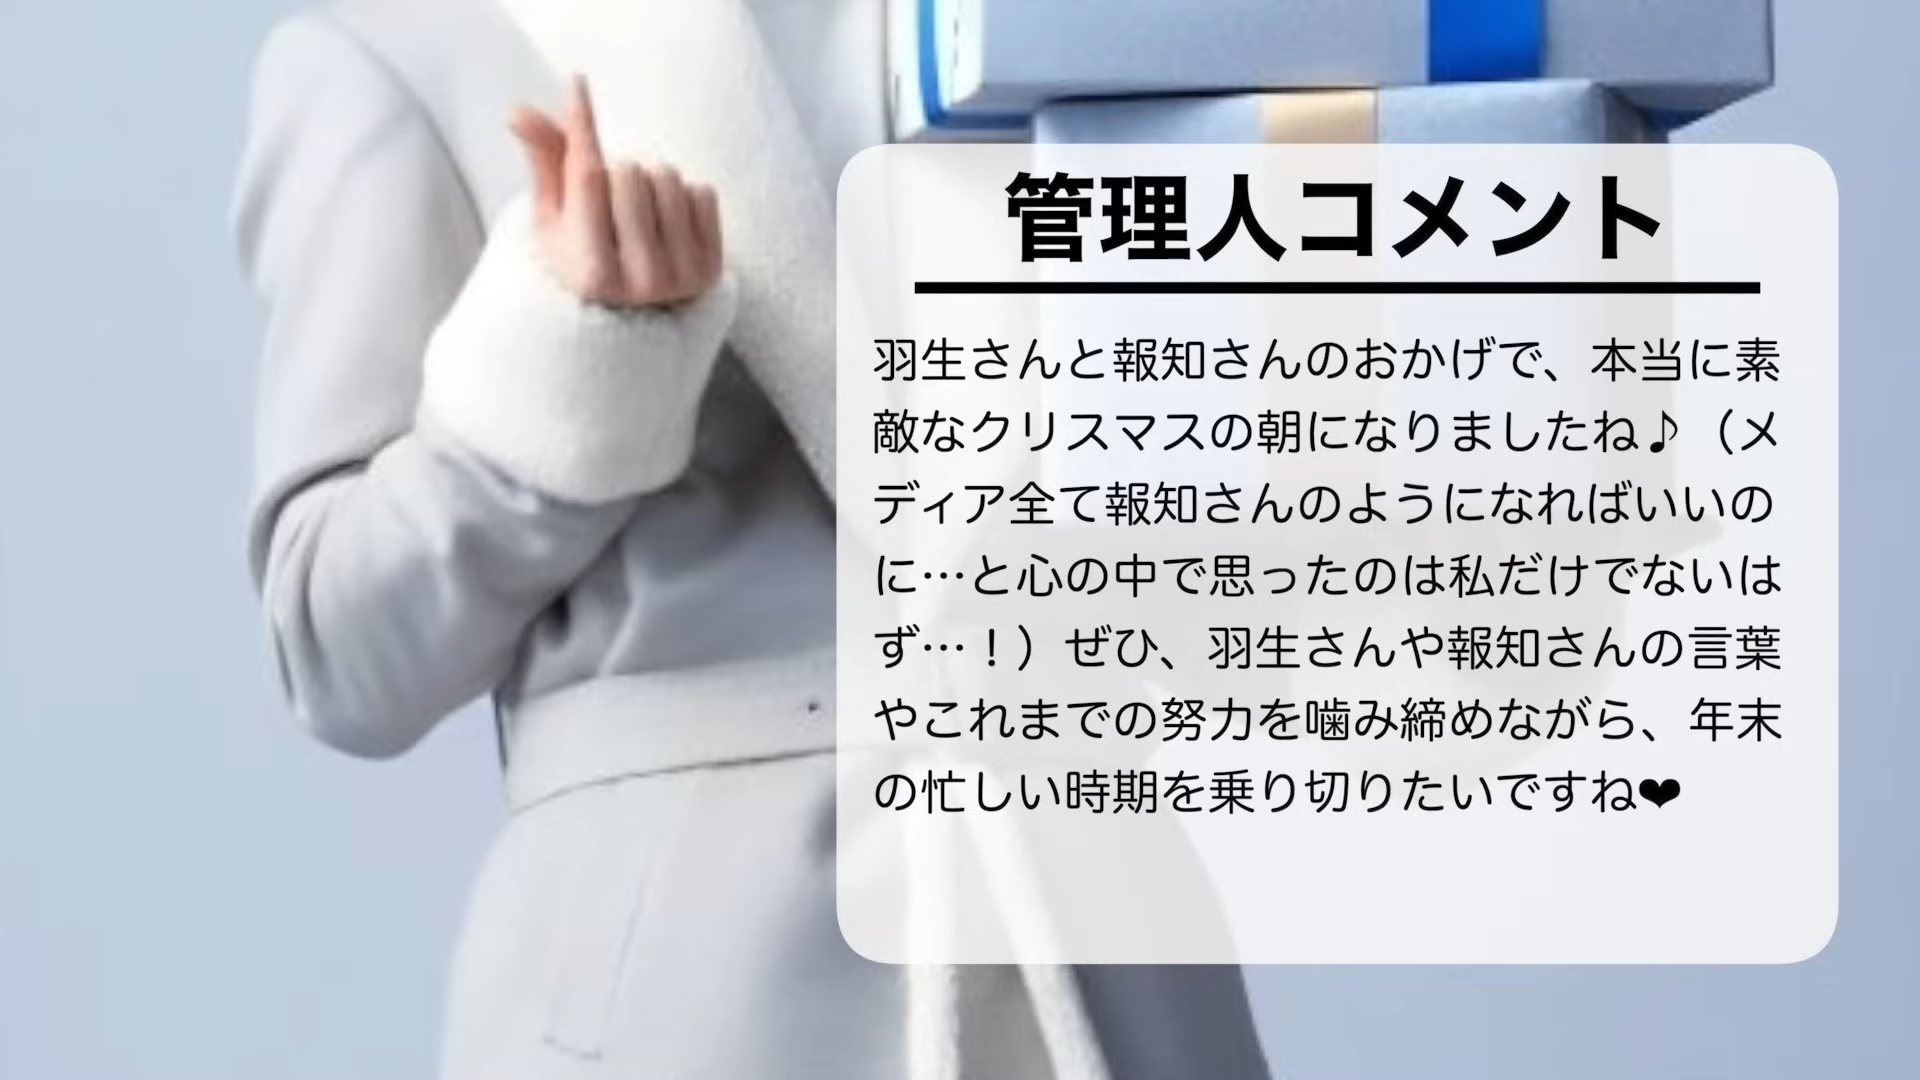 管理人コメント
羽生さんと報知さんのおかげで、本当に素
敵なクリスマスの朝になりましたね♪（メ
ディア全て報知さんのようになればいいの
に…と心の中で思ったのは私だけでないは
ず…！）ぜひ、羽生さんや報知さんの言葉
やこれまでの努力を噛み締めながら、年末
の忙しい時期を乗り切りたいですね❤